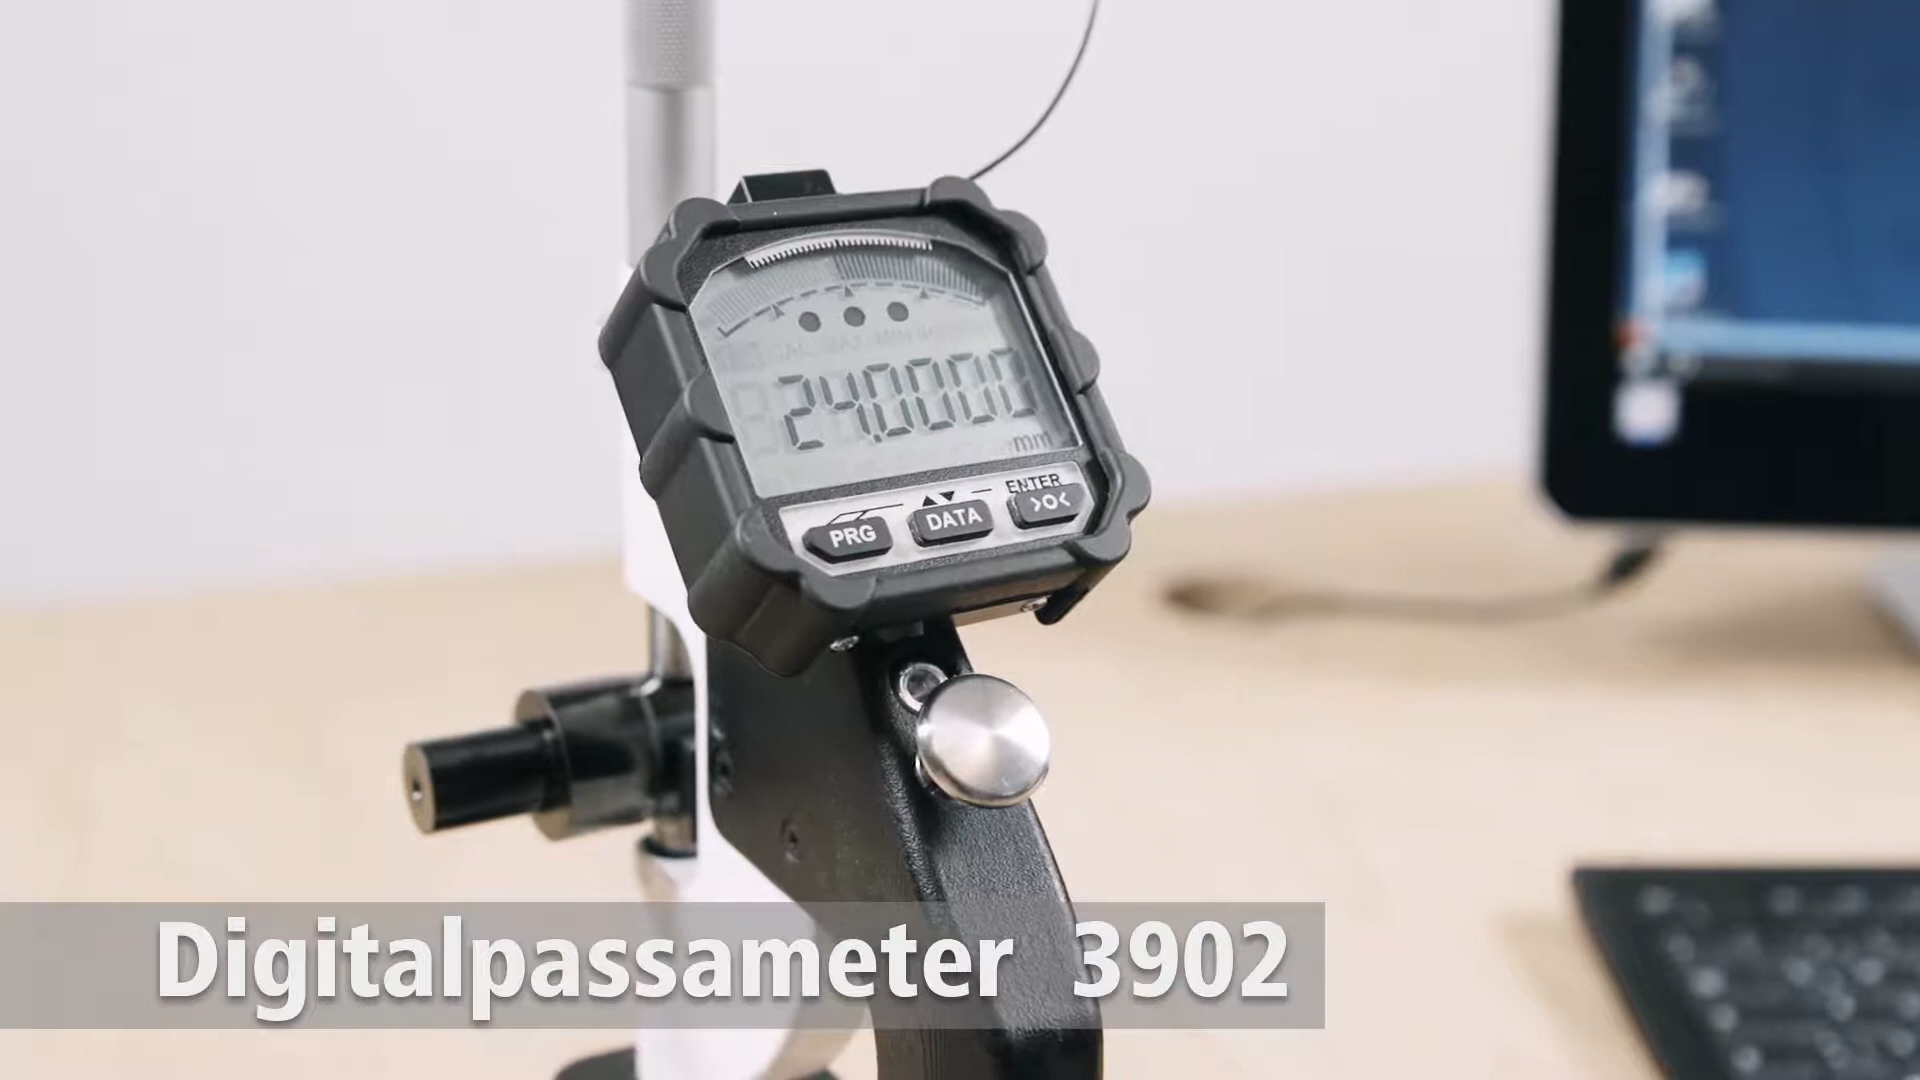 24.0000
mm
ENTER
PRG
DATA
>O<
Digitalpassameter 3902